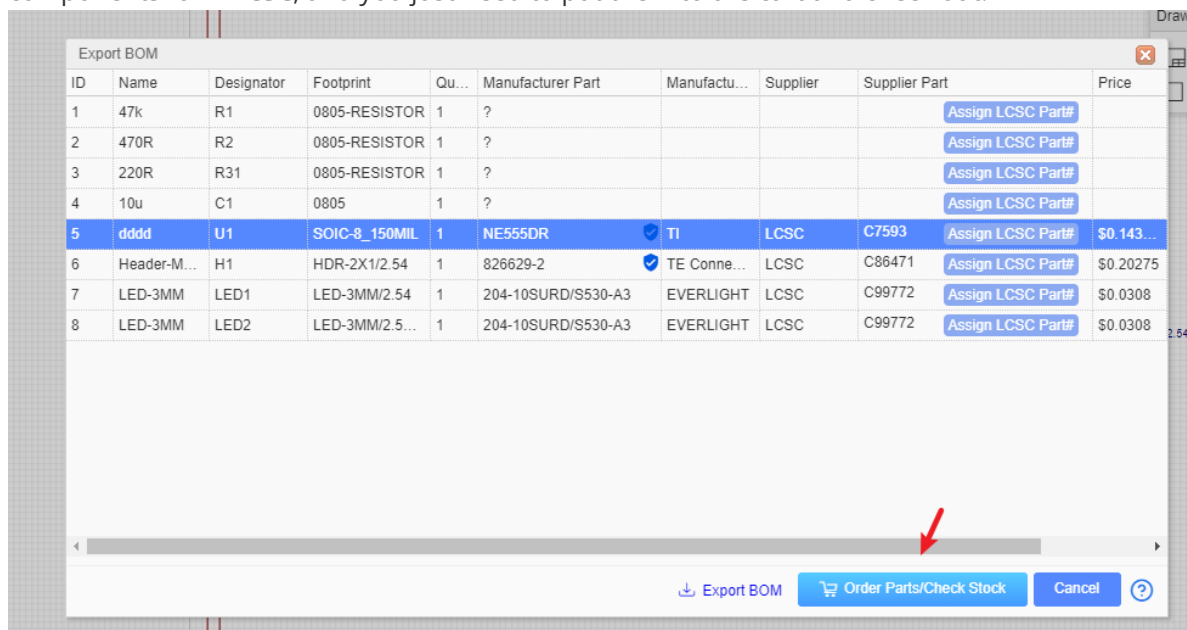 Draw
Export BOM
ID Name Designator Footprint Qu... Manufacturer Part Manufactu... Supplier Supplier Part Price
1 47k R1 0805-RESISTOR 1 ? Assign LCSC Part#
2 470R R2 0805-RESISTOR 1 ? Assign LCSC Part#
3 220R R31 0805-RESISTOR 1 ? Assign LCSC Part#
4 10u C1 0805 1 ? Assign LCSC Part#
5 dddd U1 SOIC-8_150MIL 1 NE555DR TI LCSC C7593 Assign LCSC Part# $0.143...
6 Header-M... H1 HDR-2X1/2.54 1 826629-2 TE Conne... LCSC C86471 Assign LCSC Part# $0.20275
7 LED-3MM LED1 LED-3MM/2.54 1 204-10SURD/S530-A3 EVERLIGHT LCSC C99772 Assign LCSC Part# $0.0308
8 LED-3MM LED2 LED-3MM/2.5... 1 204-10SURD/S530-A3 EVERLIGHT LCSC C99772 Assign LCSC Part# $0.0308
2.54
Export BOM Order Parts/Check Stock Cancel ?